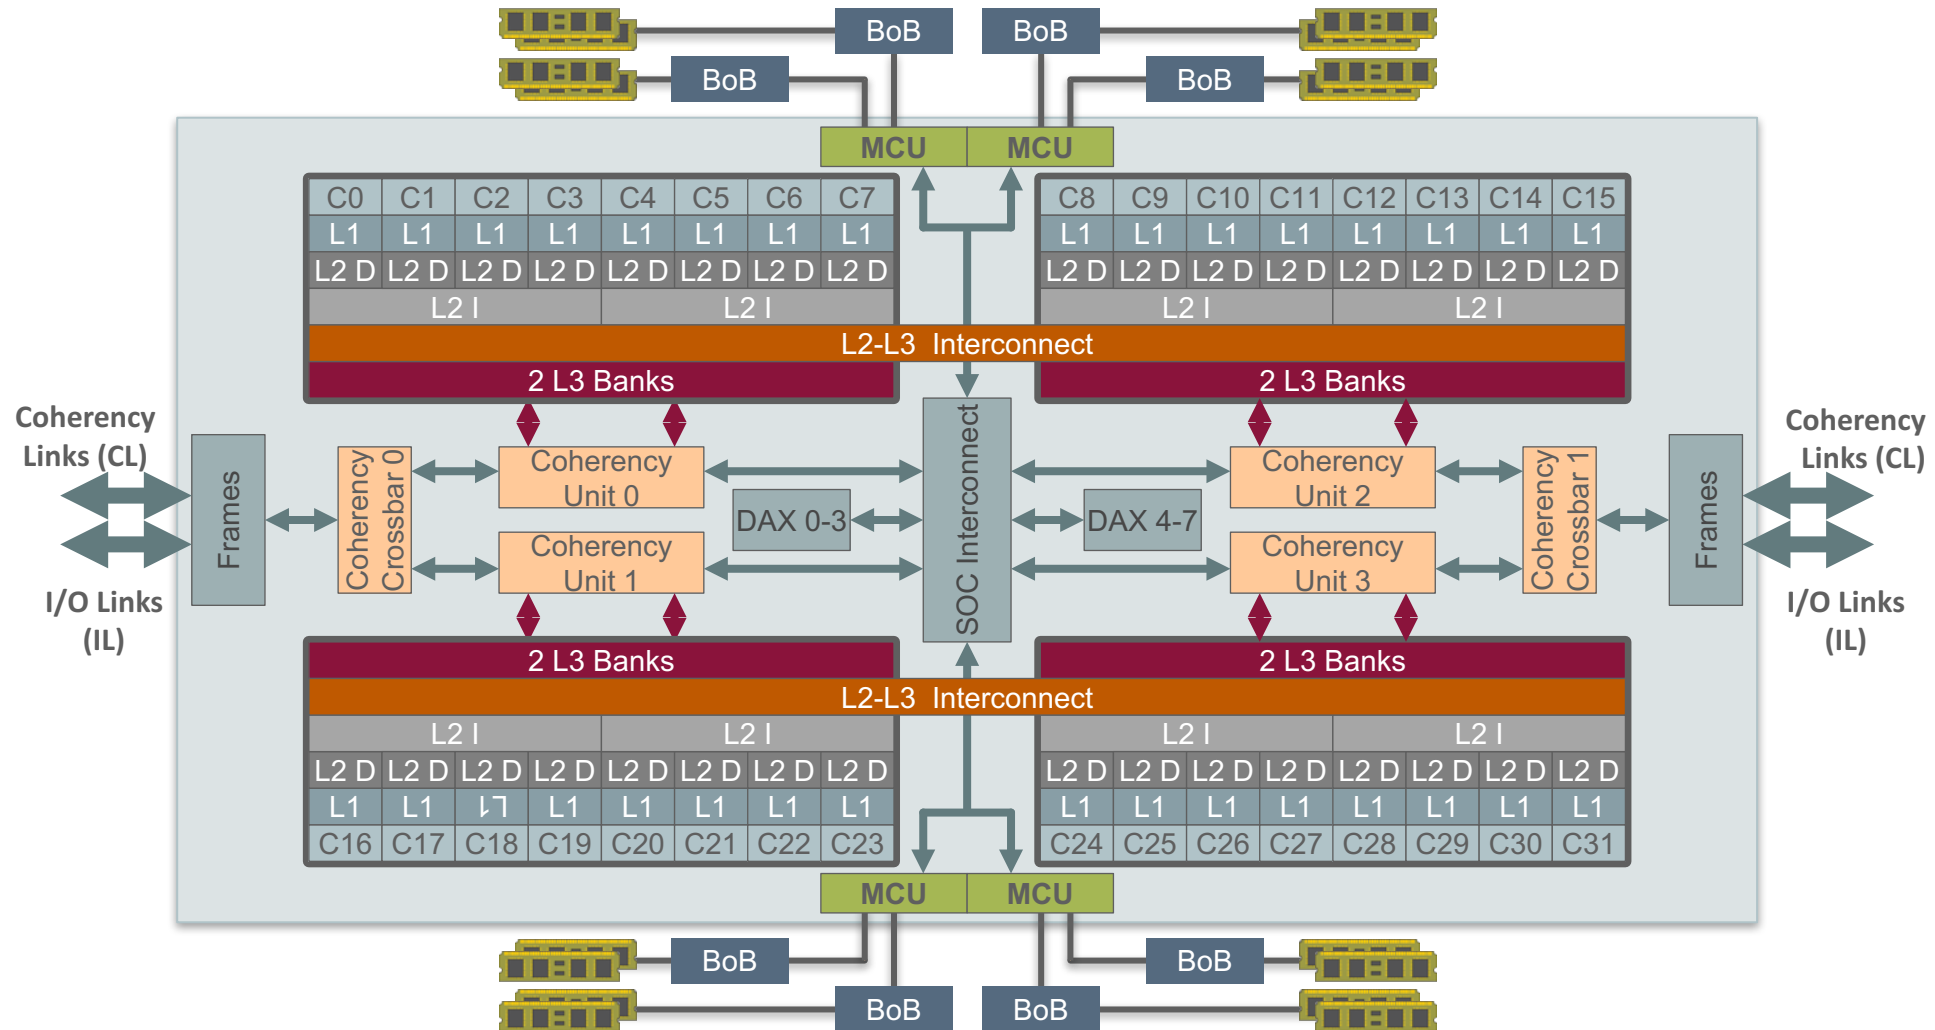 BoB BoB
BoB BoB
MCU MCU
C0 C1 C2 C3 C4 C5 C6 C7 C8 C9 C10 C11 C12 C13 C14 C15
L1 L1 L1 L1 L1 L1 L1 L1 L1 L1 L1 L1 L1 L1 L1 L1
L2 D L2 D L2 D L2 D L2 D L2 D L2 D L2 D L2 D L2 D L2 D L2 D L2 D L2 D L2 D L2 D
L2 I L2 I L2 I L2 I
L2-L3 Interconnect
2 L3 Banks 2 L3 Banks
Coherency
Links (CL)
I/O Links
(IL)
Frames
Coherency
Crossbar 0
Coherency
Unit 0
Coherency
Unit 1
DAX 0-3
SOC Interconnect
DAX 4-7
Coherency
Unit 2
Coherency
Unit 3
Coherency
Crossbar 1
Frames
Coherency
Links (CL)
I/O Links
(IL)
2 L3 Banks 2 L3 Banks
L2-L3 Interconnect
L2 I L2 I L2 I L2 I
L2 D L2 D L2 D L2 D L2 D L2 D L2 D L2 D L2 D L2 D L2 D L2 D L2 D L2 D L2 D L2 D
L1 L1 L1 L1 L1 L1 L1 L1 L1 L1 L1 L1 L1 L1 L1 L1
C16 C17 C18 C19 C20 C21 C22 C23 C24 C25 C26 C27 C28 C29 C30 C31
MCU MCU
BoB BoB
BoB BoB